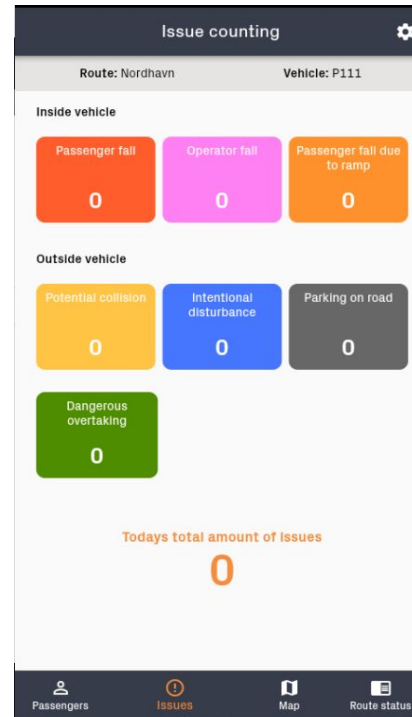 Issue counting
Route: Nordhavn Vehicle: P111
Inside vehicle
Passenger fall
0
Operator fall
0
Passenger fall due
to ramp
0
Outside vehicle
Potential collision
0
Intentional
disturbance
0
Parking on road
0
Dangerous
overtaking
0
Todays total amount of issues
0
Passengers
Issues
Map
Route status